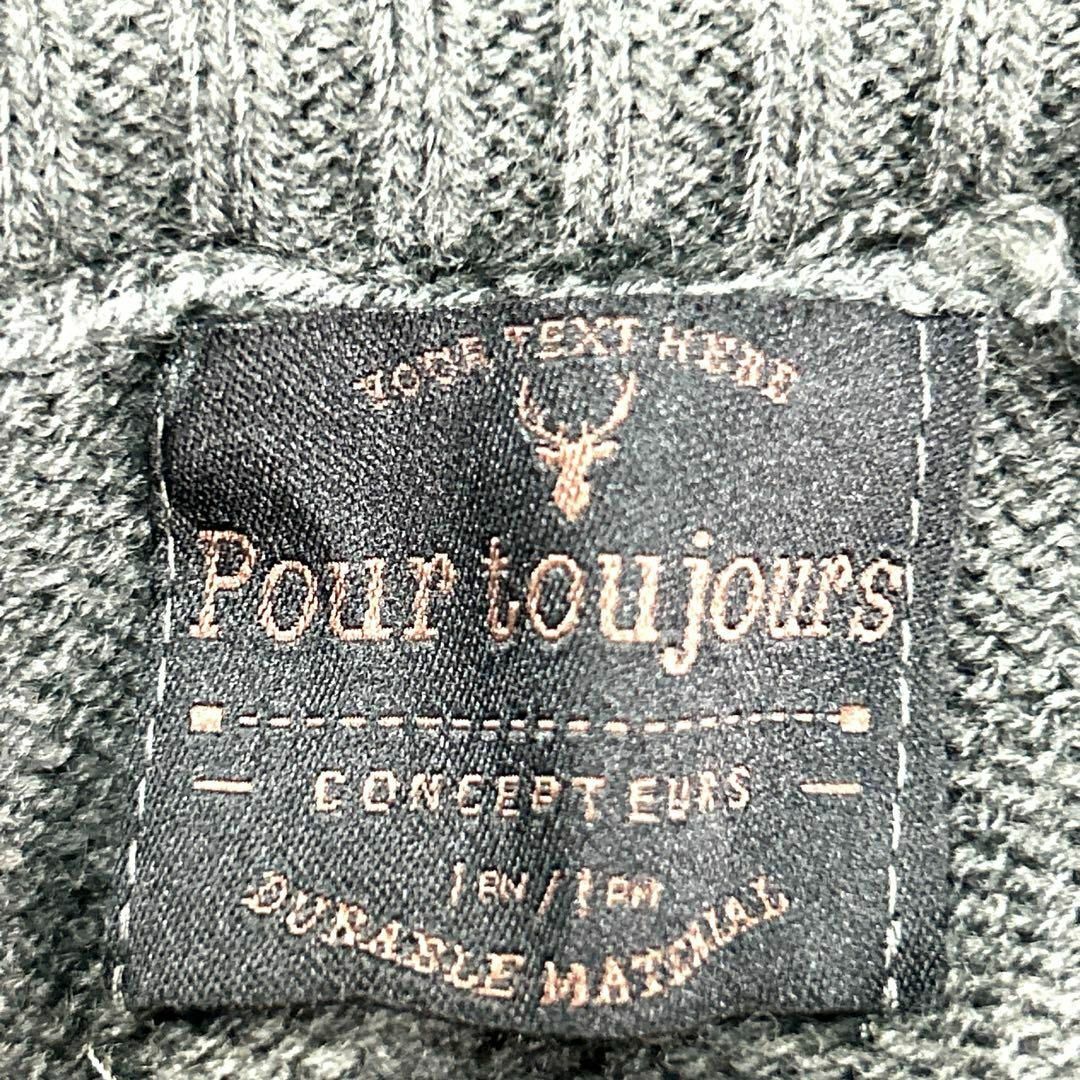 YOUR TEXT HERE
Pour toujours
CONCEPTEURS
DURABLE MATERIAL